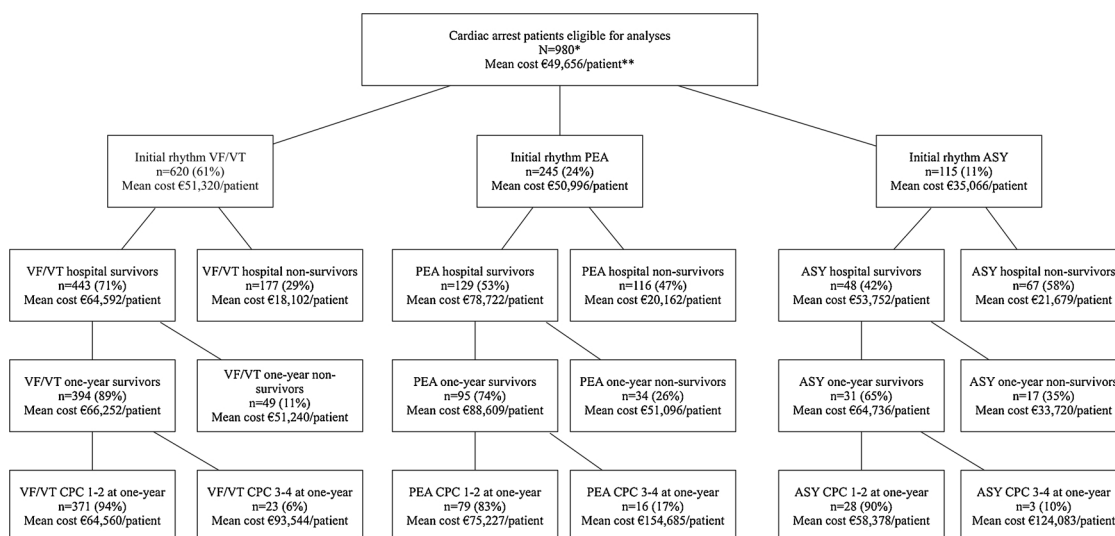 Cardiac arrest patients eligible for analyses
N=980*
Mean cost €49,656/patient**
Initial rhythm VF/VT
n=620 (61%)
Mean cost €51,320/patient
Initial rhythm PEA
n=245 (24%)
Mean cost €50,996/patient
Initial rhythm ASY
n=115 (11%)
Mean cost €35,066/patient
VF/VT hospital survivors
n=443 (71%)
Mean cost €64,592/patient
VF/VT hospital non-survivors
n=177 (29%)
Mean cost €18,102/patient
PEA hospital survivors
n=129 (53%)
Mean cost €78,722/patient
PEA hospital non-survivors
n=116 (47%)
Mean cost €20,162/patient
ASY hospital survivors
n=48 (42%)
Mean cost €53,752/patient
ASY hospital non-survivors
n=67 (58%)
Mean cost €21,679/patient
VF/VT one-year survivors
n=394 (89%)
Mean cost €66,252/patient
VF/VT one-year non-
survivors
n=49 (11%)
Mean cost €51,240/patient
PEA one-year survivors
n=95 (74%)
Mean cost €88,609/patient
PEA one-year non-survivors
n=34 (26%)
Mean cost €51,096/patient
ASY one-year survivors
n=31 (65%)
Mean cost €64,736/patient
ASY one-year non-survivors
n=17 (35%)
Mean cost €33,720/patient
VF/VT CPC 1-2 at one-year
n=371 (94%)
Mean cost €64,560/patient
VF/VT CPC 3-4 at one-year
n=23 (6%)
Mean cost €93,544/patient
PEA CPC 1-2 at one-year
n=79 (83%)
Mean cost €75,227/patient
PEA CPC 3-4 at one-year
n=16 (17%)
Mean cost €154,685/patient
ASY CPC 1-2 at one-year
n=28 (90%)
Mean cost €58,378/patient
ASY CPC 3-4 at one-year
n=3 (10%)
Mean cost €124,083/patient